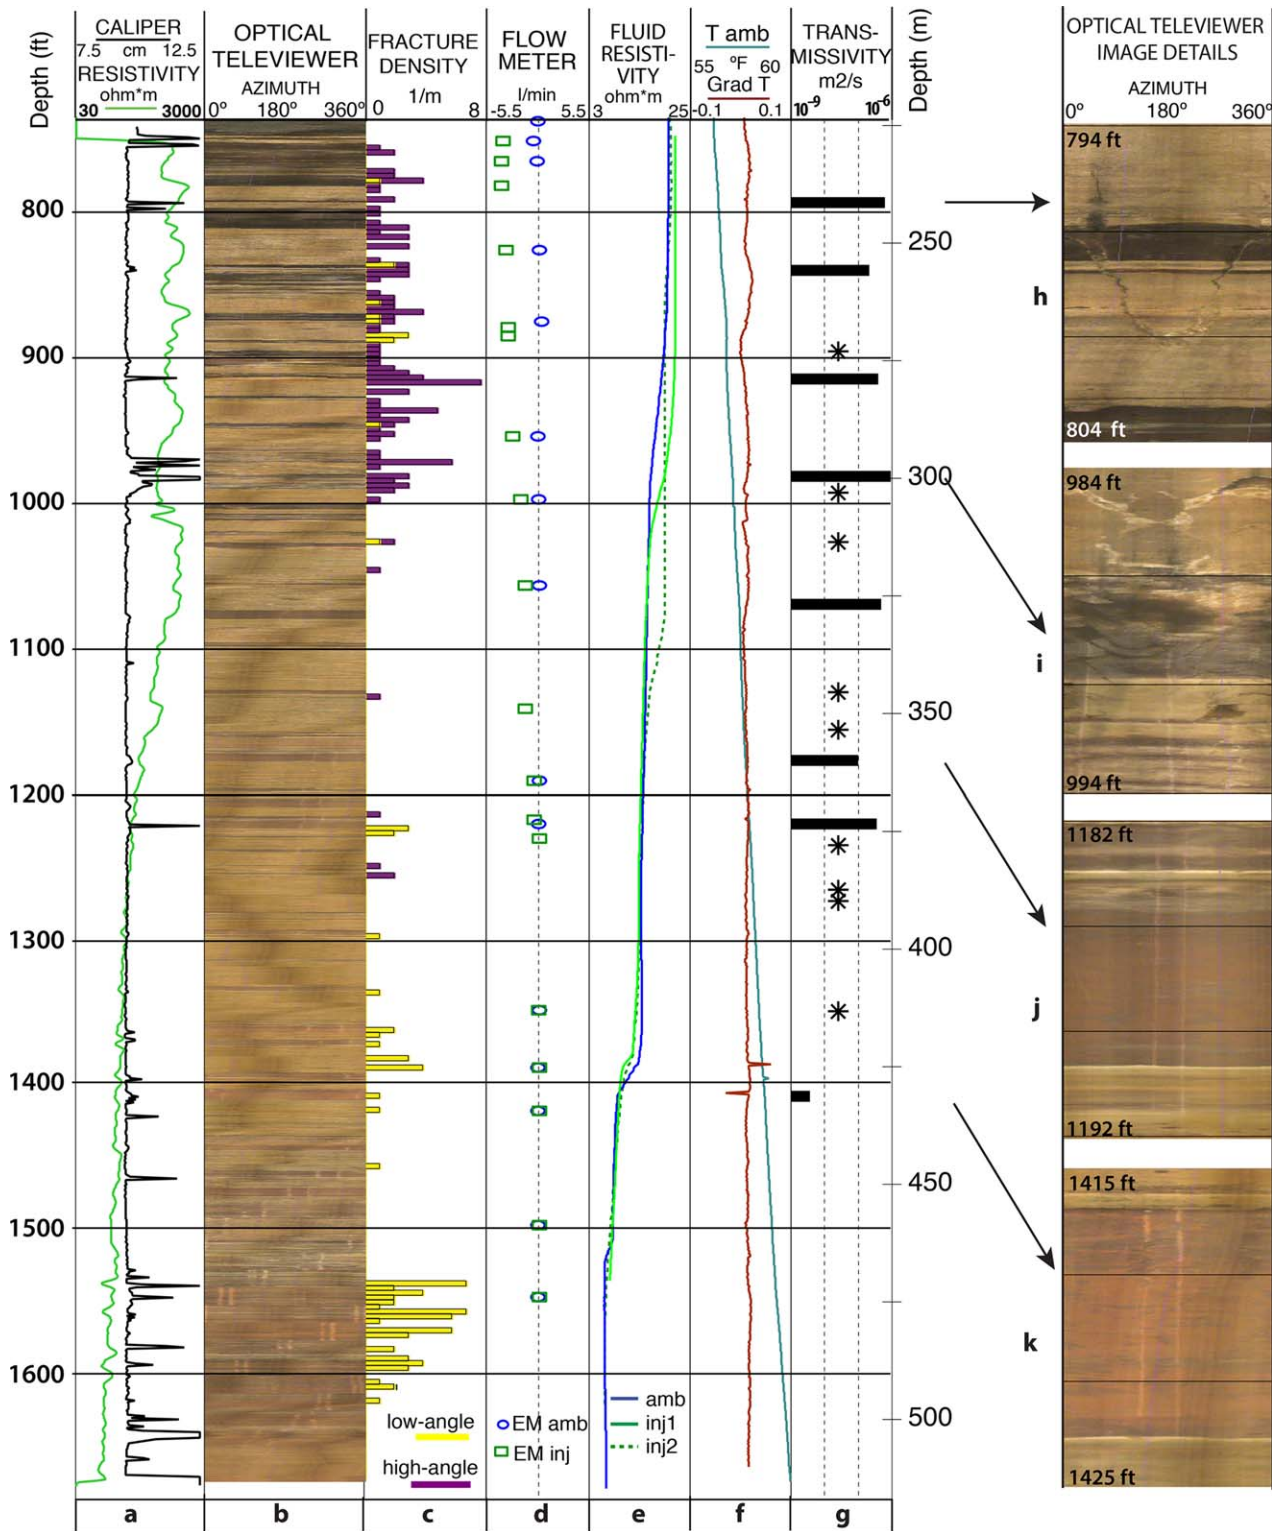 CALIPER
7.5 cm 12.5
RESISTIVITY
ohm*m
30 3000
OPTICAL
TELEVIEWER
AZIMUTH
0° 180° 360°
FRACTURE
DENSITY
1/m
0 8
FLOW
METER
l/min
-5.5 5.5
FLUID
RESISTI-
VITY
ohm*m
3 25
T amb
55 ºF 60
Grad T
-0.1 0.1
TRANS-
MISSIVITY
m2/s
10-9 10-6
OPTICAL TELEVIEWER
IMAGE DETAILS
AZIMUTH
0° 180° 360°
Depth (ft)
800
900
1000
1100
1200
1300
1400
1500
1600
Depth (m)
250
300
350
400
450
500
low-angle
high-angle
EM amb
EM inj
amb
inj1
inj2
a b c d e f g
h
794 ft
804 ft
i
984 ft
994 ft
j
1182 ft
1192 ft
k
1415 ft
1425 ft